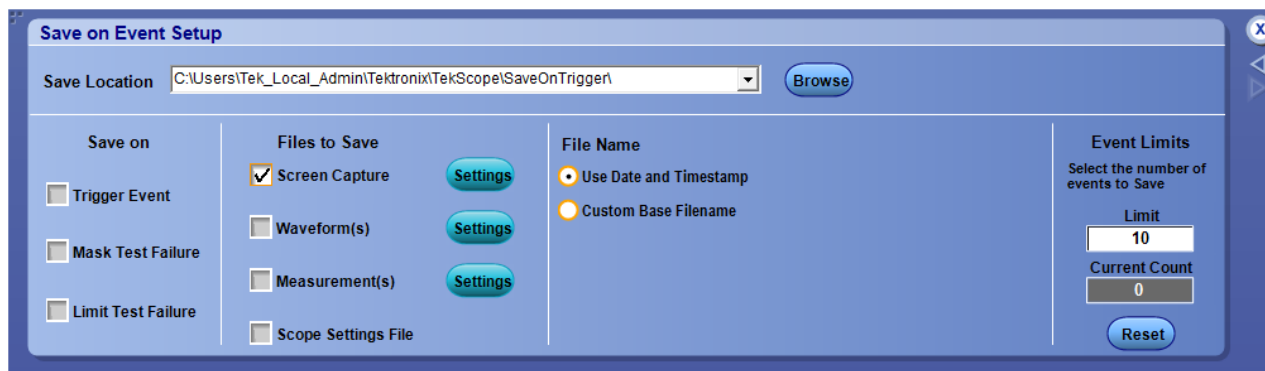 Save on Event Setup
X
Save Location
C:\Users\Tek_Local_Admin\Tektronix\TekScope\SaveOnTrigger\
Browse
Save on
Trigger Event
Mask Test Failure
Limit Test Failure
Files to Save
Screen Capture
Settings
Waveform(s)
Settings
Measurement(s)
Settings
Scope Settings File
File Name
Use Date and Timestamp
Custom Base Filename
Event Limits
Select the number of
events to Save
Limit
10
Current Count
0
Reset